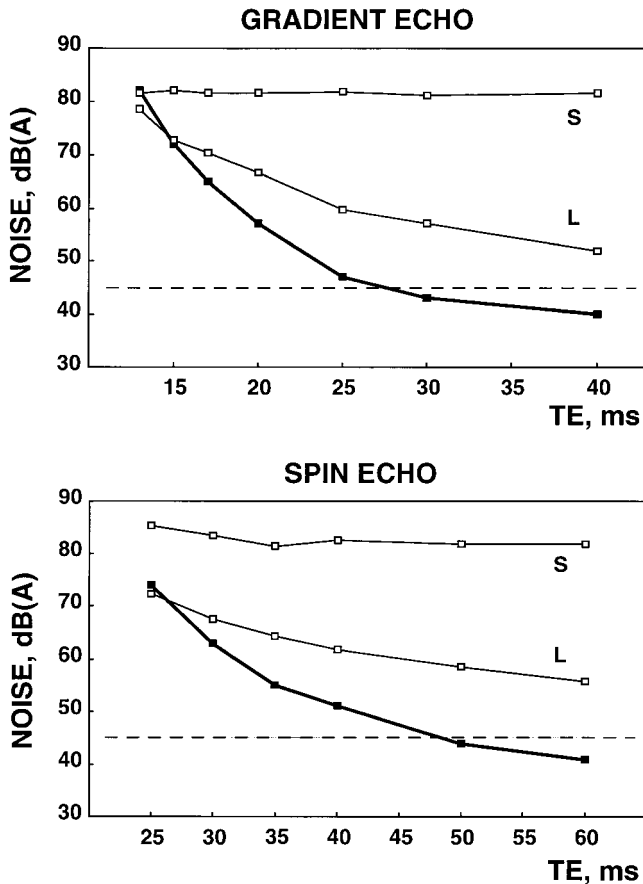 GRADIENT ECHO
NOISE, dB(A)
90
80
70
60
50
40
30
S
L
15
20
25
30
35
40
TE, ms
SPIN ECHO
NOISE, dB(A)
90
80
70
60
50
40
30
S
L
25
30
35
40
45
50
55
60
TE, ms